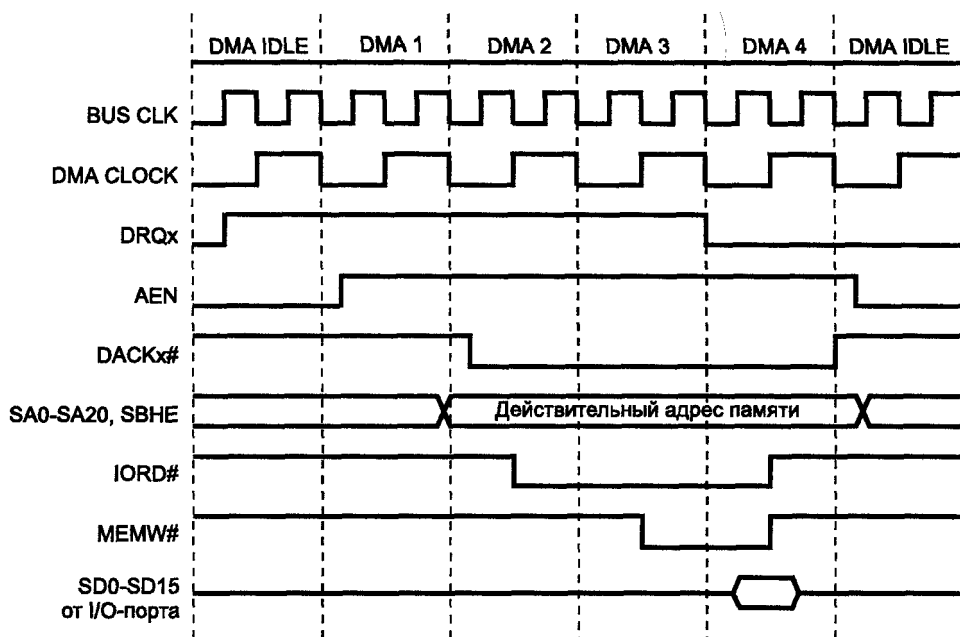 DMA IDLE DMA 1 DMA 2 DMA 3 DMA 4 DMA IDLE
BUS CLK
DMA CLOCK
DRQx
AEN
DACKx#
SA0-SA20, SBHE Действительный адрес памяти
IORD#
MEMW#
SD0-SD15
от I/O-порта